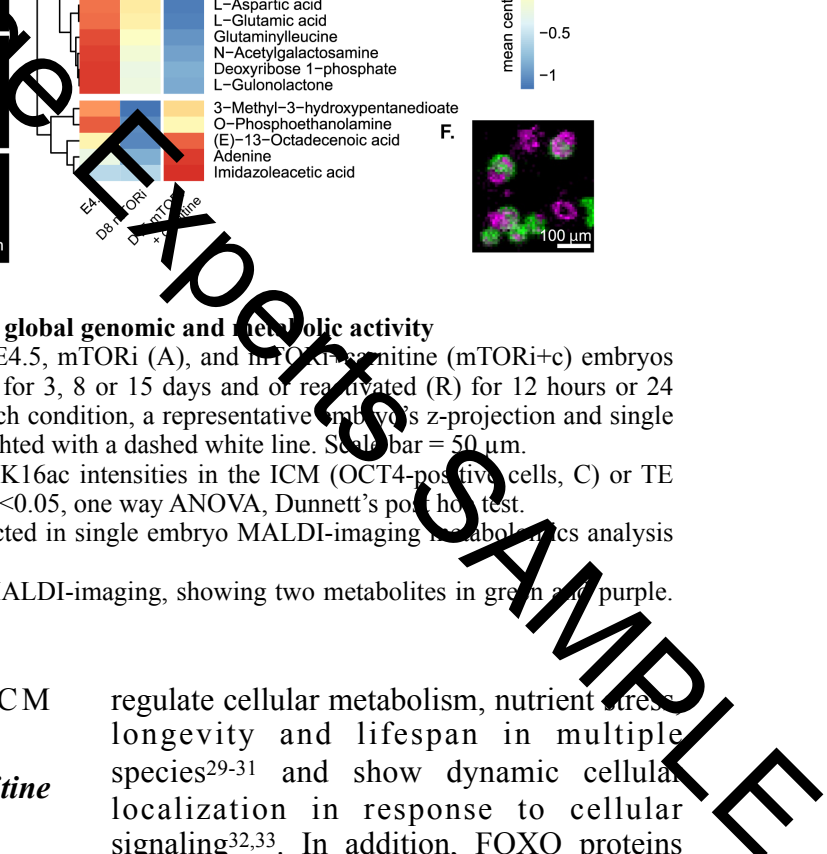 L−Aspartic acid
L−Glutamic acid
Glutaminylleucine
N−Acetylgalactosamine
Deoxyribose 1−phosphate
L−Gulonolactone
3−Methyl−3−hydroxypentanedioate
O−Phosphoethanolamine
(E)−13−Octadecenoic acid
Adenine
Imidazoleacetic acid
D8 mTORi
mean cent
−0.5
−1
F.
100 µm
global genomic and metabolic activity
E4.5, mTORi (A), and mTORi+carnitine (mTORi+c) embryos
for 3, 8 or 15 days and or reactivated (R) for 12 hours or 24
ch condition, a representative embryo's z-projection and single
hted with a dashed white line. Scale bar = 50 µm.
K16ac intensities in the ICM (OCT4-positive cells, C) or TE
<0.05, one way ANOVA, Dunnett's post hoc test.
cted in single embryo MALDI-imaging metabolomics analysis
MALDI-imaging, showing two metabolites in green and purple.
CM
itine
regulate cellular metabolism, nutrient stress,
longevity and lifespan in multiple
species29-31 and show dynamic cellular
localization in response to cellular
signaling32,33. In addition, FOXO proteins
e Experts SAMPLE